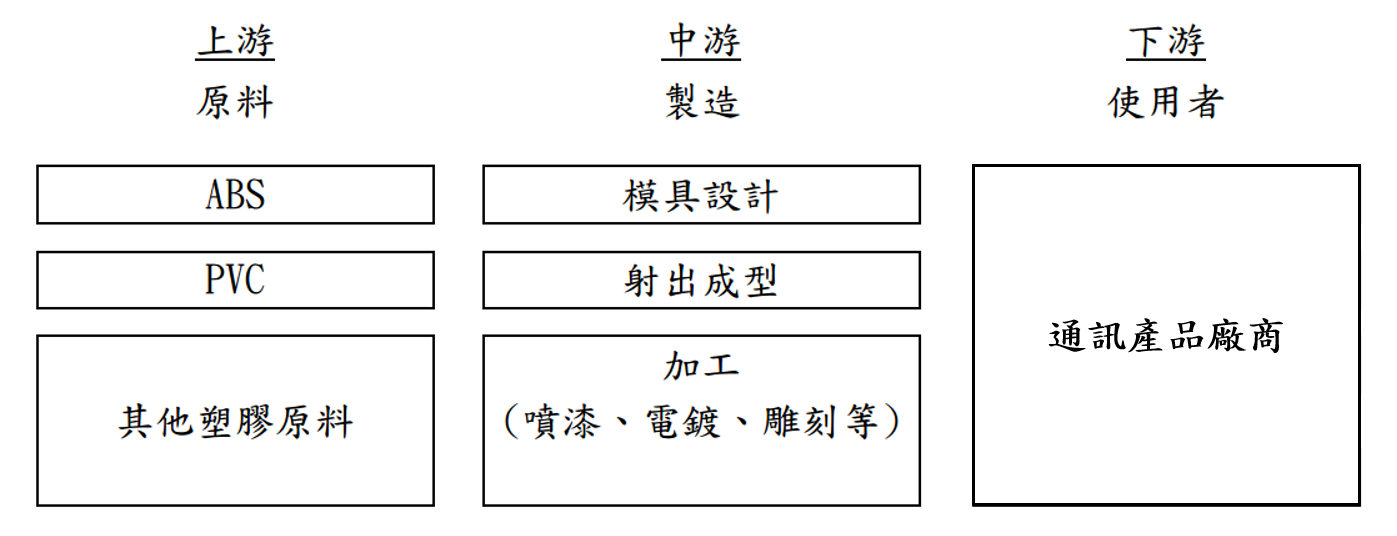 上游
原料
ABS
PVC
其他塑膠原料
中游
製造
模具設計
射出成型
加工
(噴漆、電鍍、雕刻等)
下游
使用者
通訊產品廠商